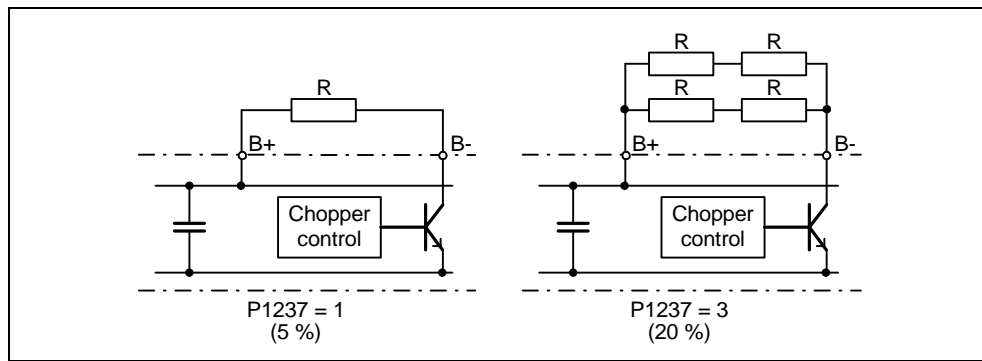 R
B+
B-
Chopper
control
P1237 = 1
(5 %)
R R
R R
B+
B-
Chopper
control
P1237 = 3
(20 %)